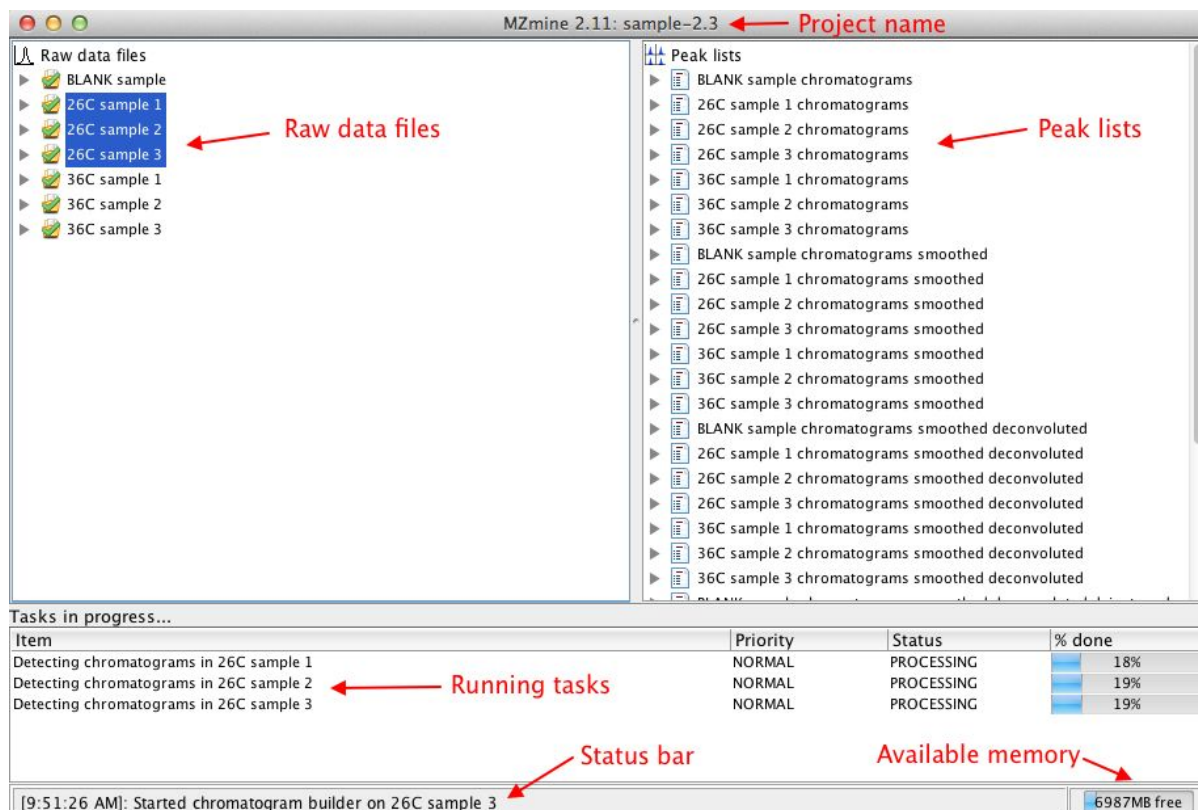 MZmine 2.11: sample-2.3 Project name
Raw data files
BLANK sample
26C sample 1
26C sample 2
26C sample 3
36C sample 1
36C sample 2
36C sample 3
Raw data files
Peak lists
BLANK sample chromatograms
26C sample 1 chromatograms
26C sample 2 chromatograms
26C sample 3 chromatograms
36C sample 1 chromatograms
36C sample 2 chromatograms
36C sample 3 chromatograms
BLANK sample chromatograms smoothed
26C sample 1 chromatograms smoothed
26C sample 2 chromatograms smoothed
26C sample 3 chromatograms smoothed
36C sample 1 chromatograms smoothed
36C sample 2 chromatograms smoothed
36C sample 3 chromatograms smoothed
BLANK sample chromatograms smoothed deconvoluted
26C sample 1 chromatograms smoothed deconvoluted
26C sample 2 chromatograms smoothed deconvoluted
26C sample 3 chromatograms smoothed deconvoluted
36C sample 1 chromatograms smoothed deconvoluted
36C sample 2 chromatograms smoothed deconvoluted
36C sample 3 chromatograms smoothed deconvoluted
Peak lists
Tasks in progress...
Item Priority Status % done
Detecting chromatograms in 26C sample 1 NORMAL PROCESSING 18%
Detecting chromatograms in 26C sample 2 NORMAL PROCESSING 19%
Detecting chromatograms in 26C sample 3 NORMAL PROCESSING 19%
Running tasks
Status bar
Available memory
[9:51:26 AM]: Started chromatogram builder on 26C sample 3
6987MB free